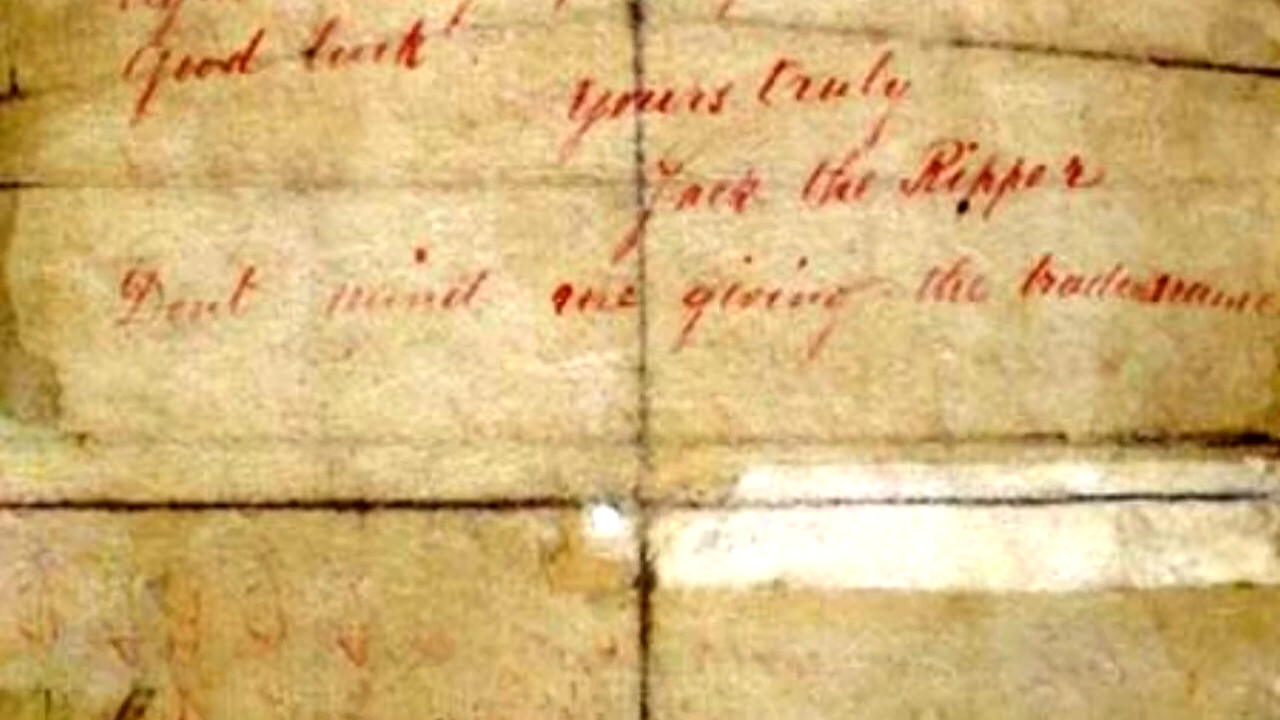 Good luck.
yours truly
Jack the Ripper
Dont mind me giving the trade name